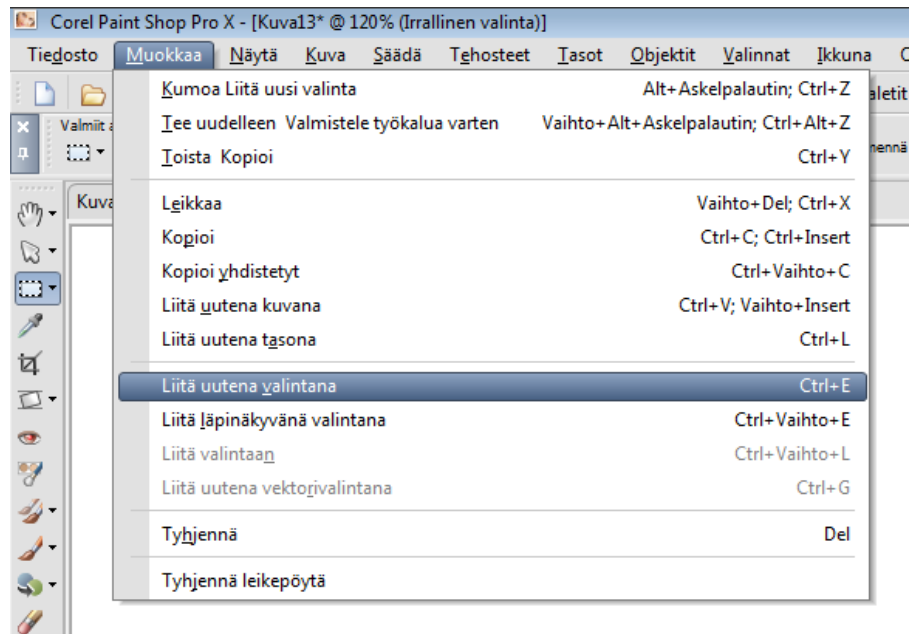 Corel Paint Shop Pro X - [Kuva13* @ 120% (Irrallinen valinta)]
Tiedosto Muokkaa Näytä Kuva Säädä Tehosteet Tasot Objektit Valinnat Ikkuna
Valmiit
Kumoa Liitä uusi valinta Alt+Askelpalautin; Ctrl+Z
Tee uudelleen Valmistele työkalua varten Vaihto+Alt+Askelpalautin; Ctrl+Alt+Z
Toista Kopioi Ctrl+Y
Leikkaa Vaihto+Del; Ctrl+X
Kopioi Ctrl+C; Ctrl+Insert
Kopioi yhdistetyt Ctrl+Vaihto+C
Liitä uutena kuvana Ctrl+V; Vaihto+Insert
Liitä uutena tasona Ctrl+L
Liitä uutena valintana Ctrl+E
Liitä läpinäkyvänä valintana Ctrl+Vaihto+E
Liitä valintaan Ctrl+Vaihto+L
Liitä uutena vektorivalintana Ctrl+G
Tyhjennä Del
Tyhjennä leikepöytä